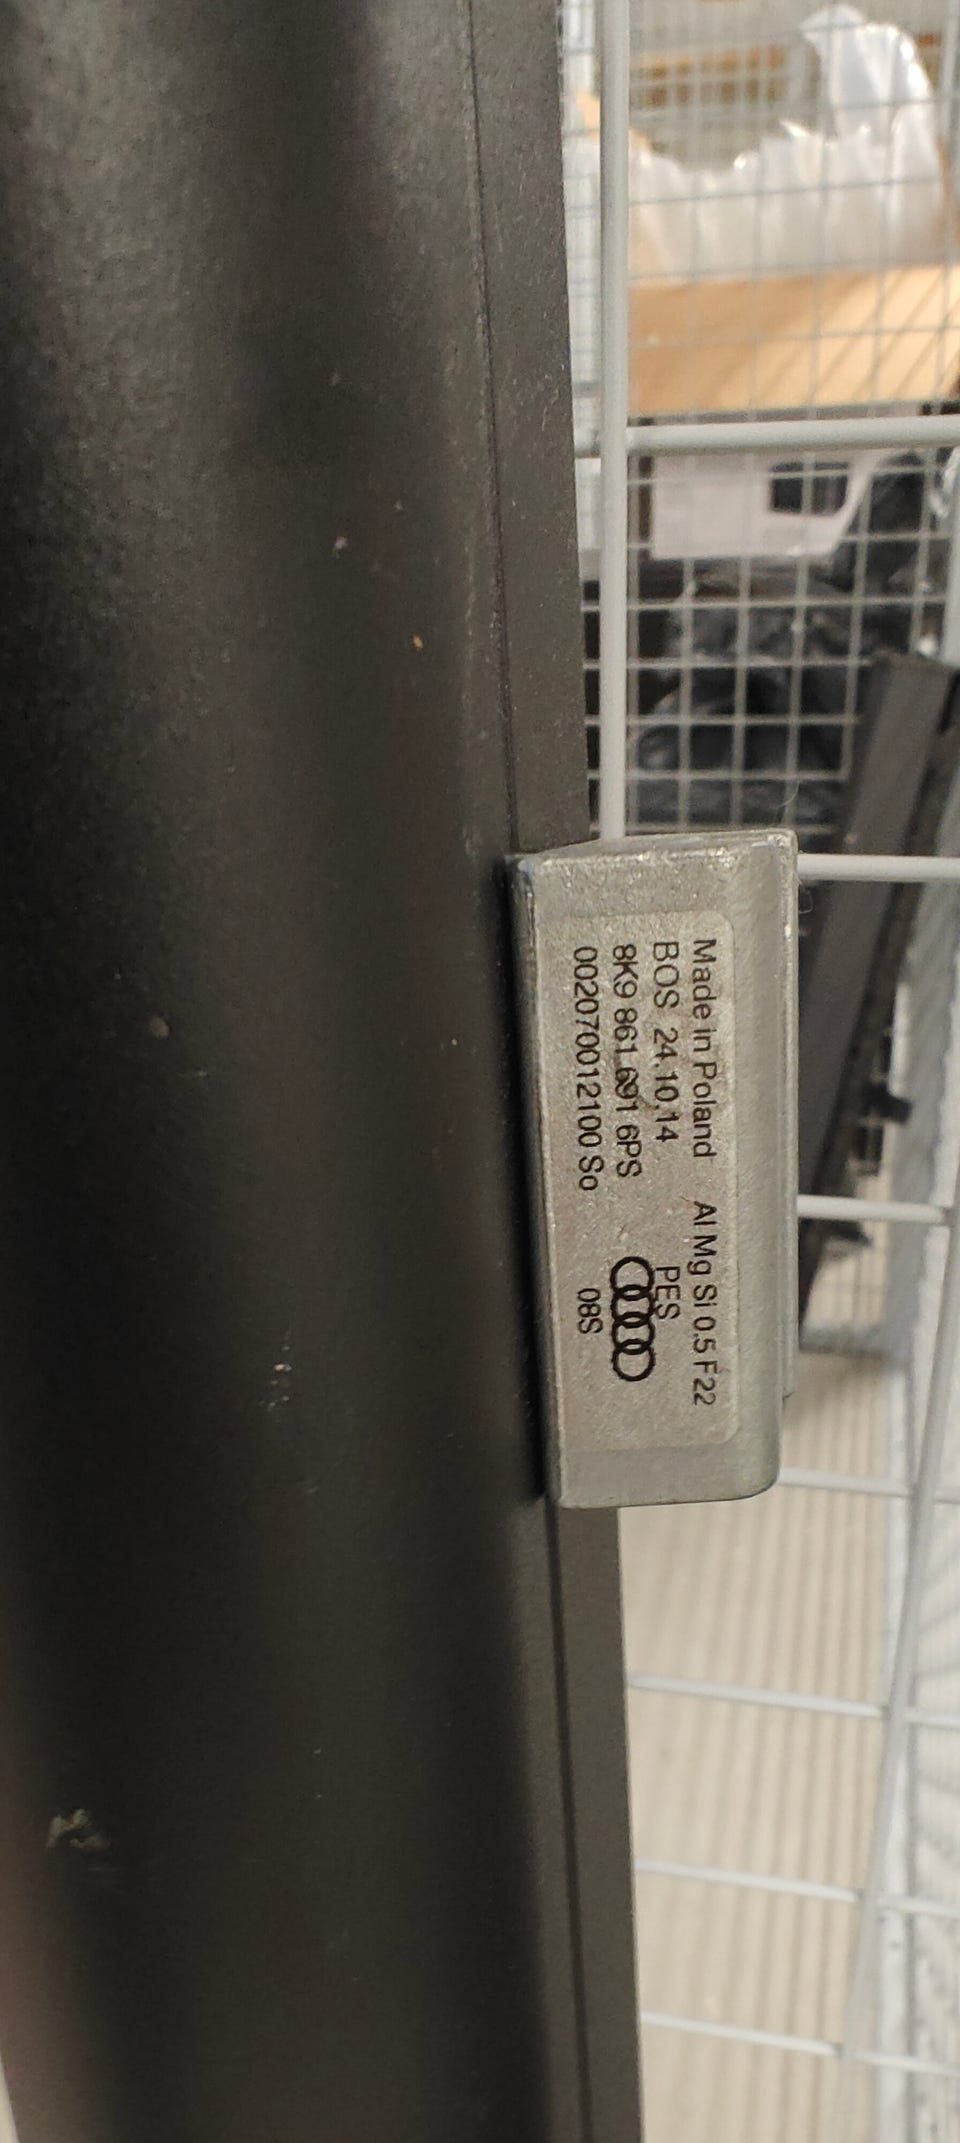 Made in Poland Al Mg Si 0.5 F22
BOS 24.10.14 PES
8K9 861 691 6PS
002070012100 So 08S